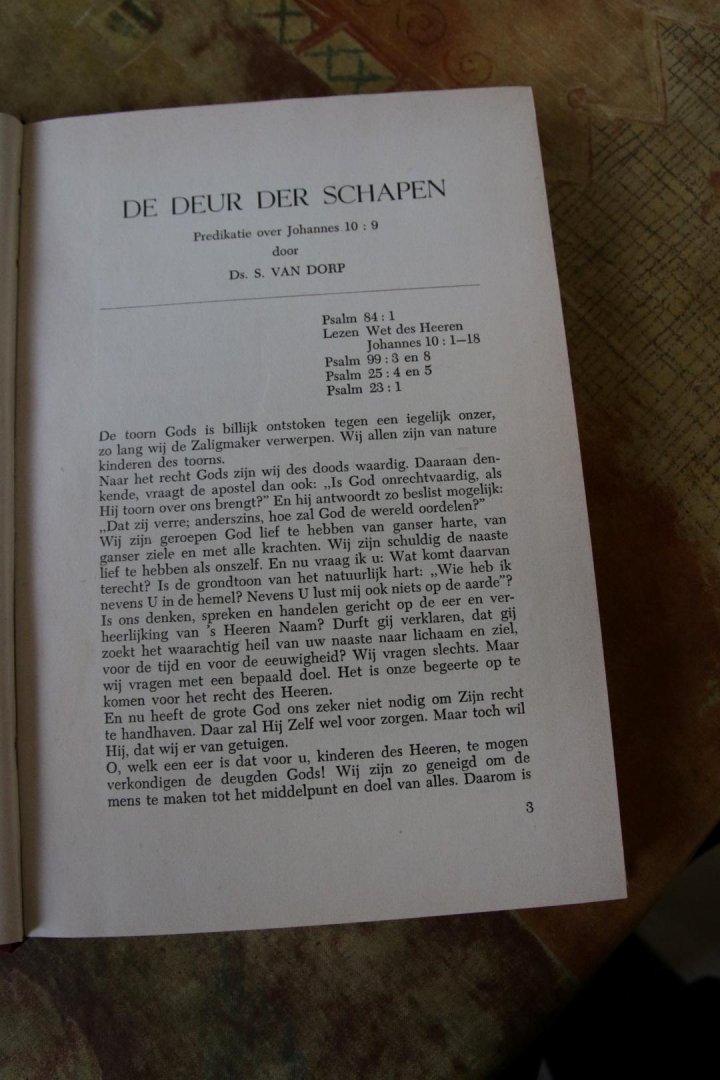 DE DEUR DER SCHAPEN
Predikatie over Johannes 10 : 9
door
Ds. S. VAN DORP
Psalm 84 : 1
Lezen Wet des Heeren
Johannes 10 : 1—18
Psalm 99 : 3 en 8
Psalm 25 : 4 en 5
Psalm 23 : 1
De toorn Gods is billijk ontstoken tegen een iegelijk onzer,
zo lang wij de Zaligmaker verwerpen. Wij allen zijn van nature
kinderen des toorns.
Naar het recht Gods zijn wij des doods waardig. Daaraan den-
kende, vraagt de apostel dan ook: „Is God onrechtvaardig, als
Hij toorn over ons brengt?” En hij antwoordt zo beslist mogelijk:
„Dat zij verre; anderszins, hoe zal God de wereld oordelen?”
Wij zijn geroepen God lief te hebben van ganser harte, van
ganser ziele en met alle krachten. Wij zijn schuldig de naaste
lief te hebben als onszelf. En nu vraag ik u: Wat komt daarvan
terecht? Is de grondtoon van het natuurlijk hart: „Wie heb ik
nevens U in de hemel? Nevens U lust mij ook niets op de aarde”?
Is ons denken, spreken en handelen gericht op de eer en ver-
heerlijking van 's Heeren Naam? Durft gij verklaren, dat gij
zoekt het waarachtig heil van uw naaste naar lichaam en ziel,
voor de tijd en voor de eeuwigheid? Wij vragen slechts. Maar
wij vragen met een bepaald doel. Het is onze begeerte op te
komen voor het recht des Heeren.
En nu heeft de grote God ons zeker niet nodig om Zijn recht
te handhaven. Daar zal Hij Zelf wel voor zorgen. Maar toch wil
Hij, dat wij er van getuigen.
O, welk een eer is dat voor u, kinderen des Heeren, te mogen
verkondigen de deugden Gods! Wij zijn zo geneigd om de
mens te maken tot het middelpunt en doel van alles. Daarom is
3